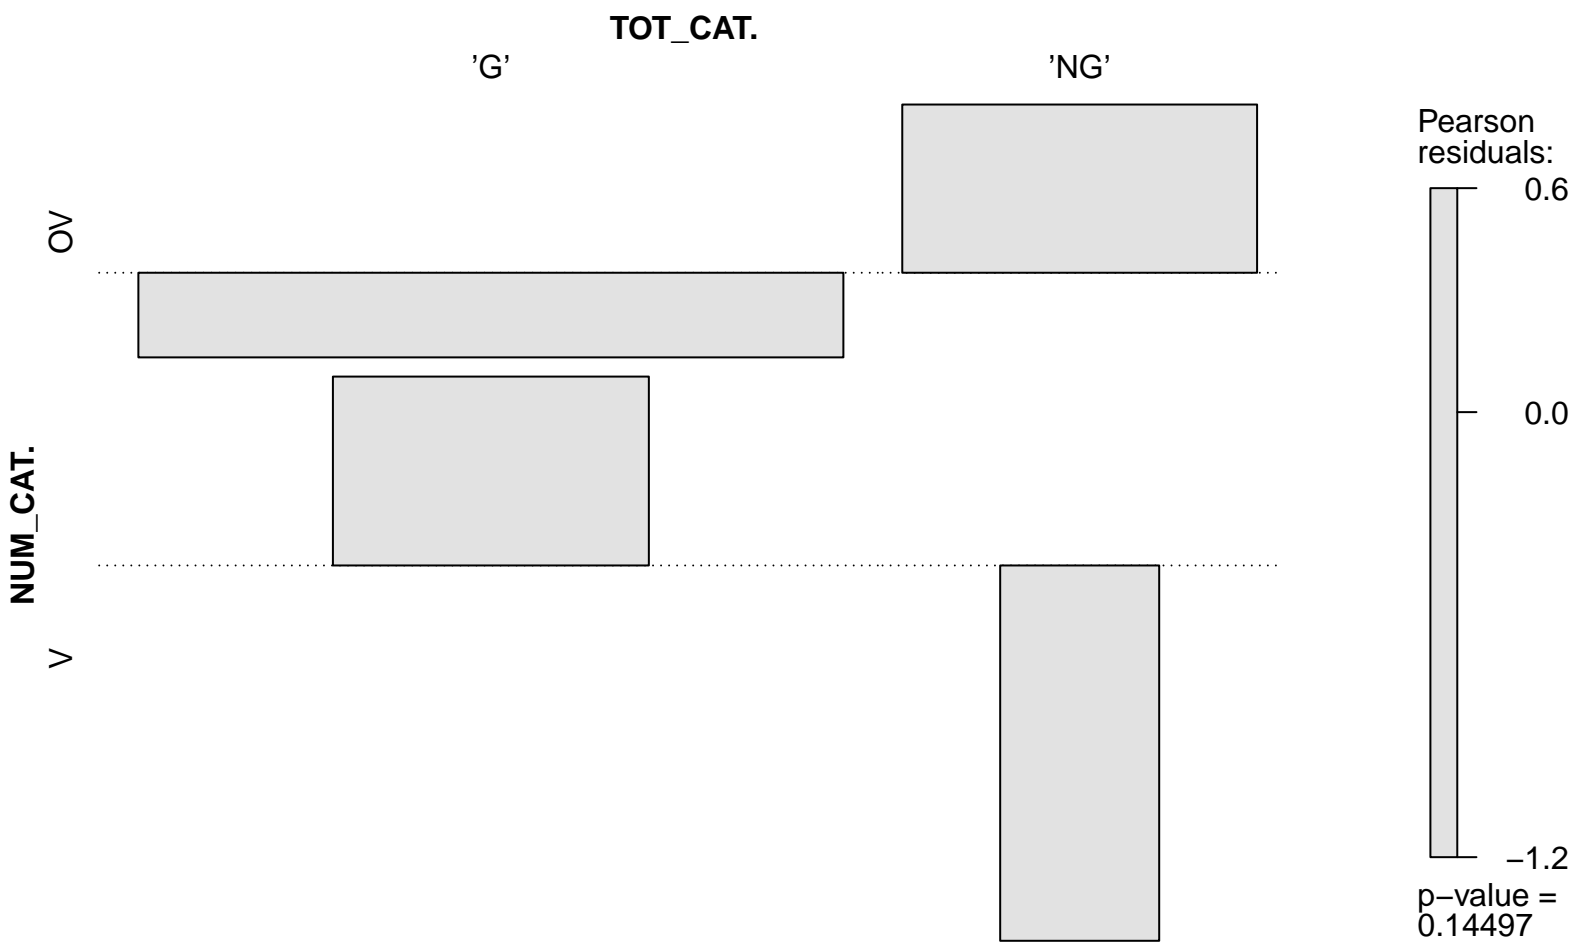 TOT_CAT.
’G’ ’NG’
Pearson
residuals:
0.6
0.0
−1.2
p−value =
0.14497
NUM_CAT.
OV
V